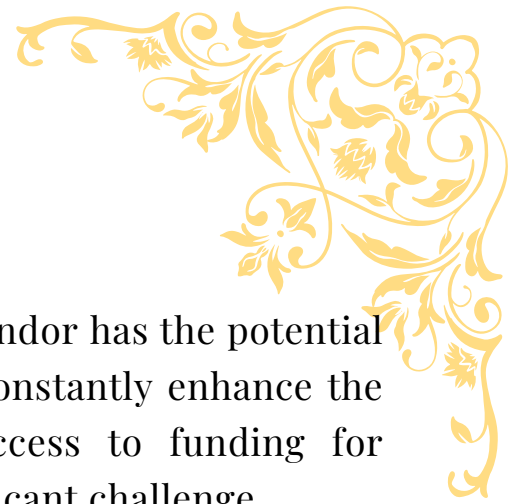 ndor has the potential
onstantly enhance the
ccess to funding for
cant challenge